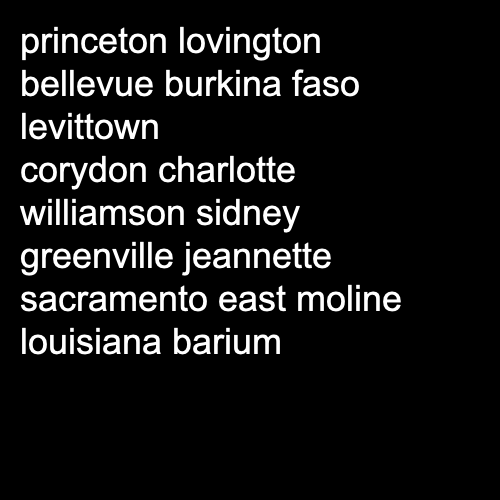 princeton lovington
bellevue burkina faso
levittown
corydon charlotte
williamson sidney
greenville jeannette
sacramento east moline
louisiana barium